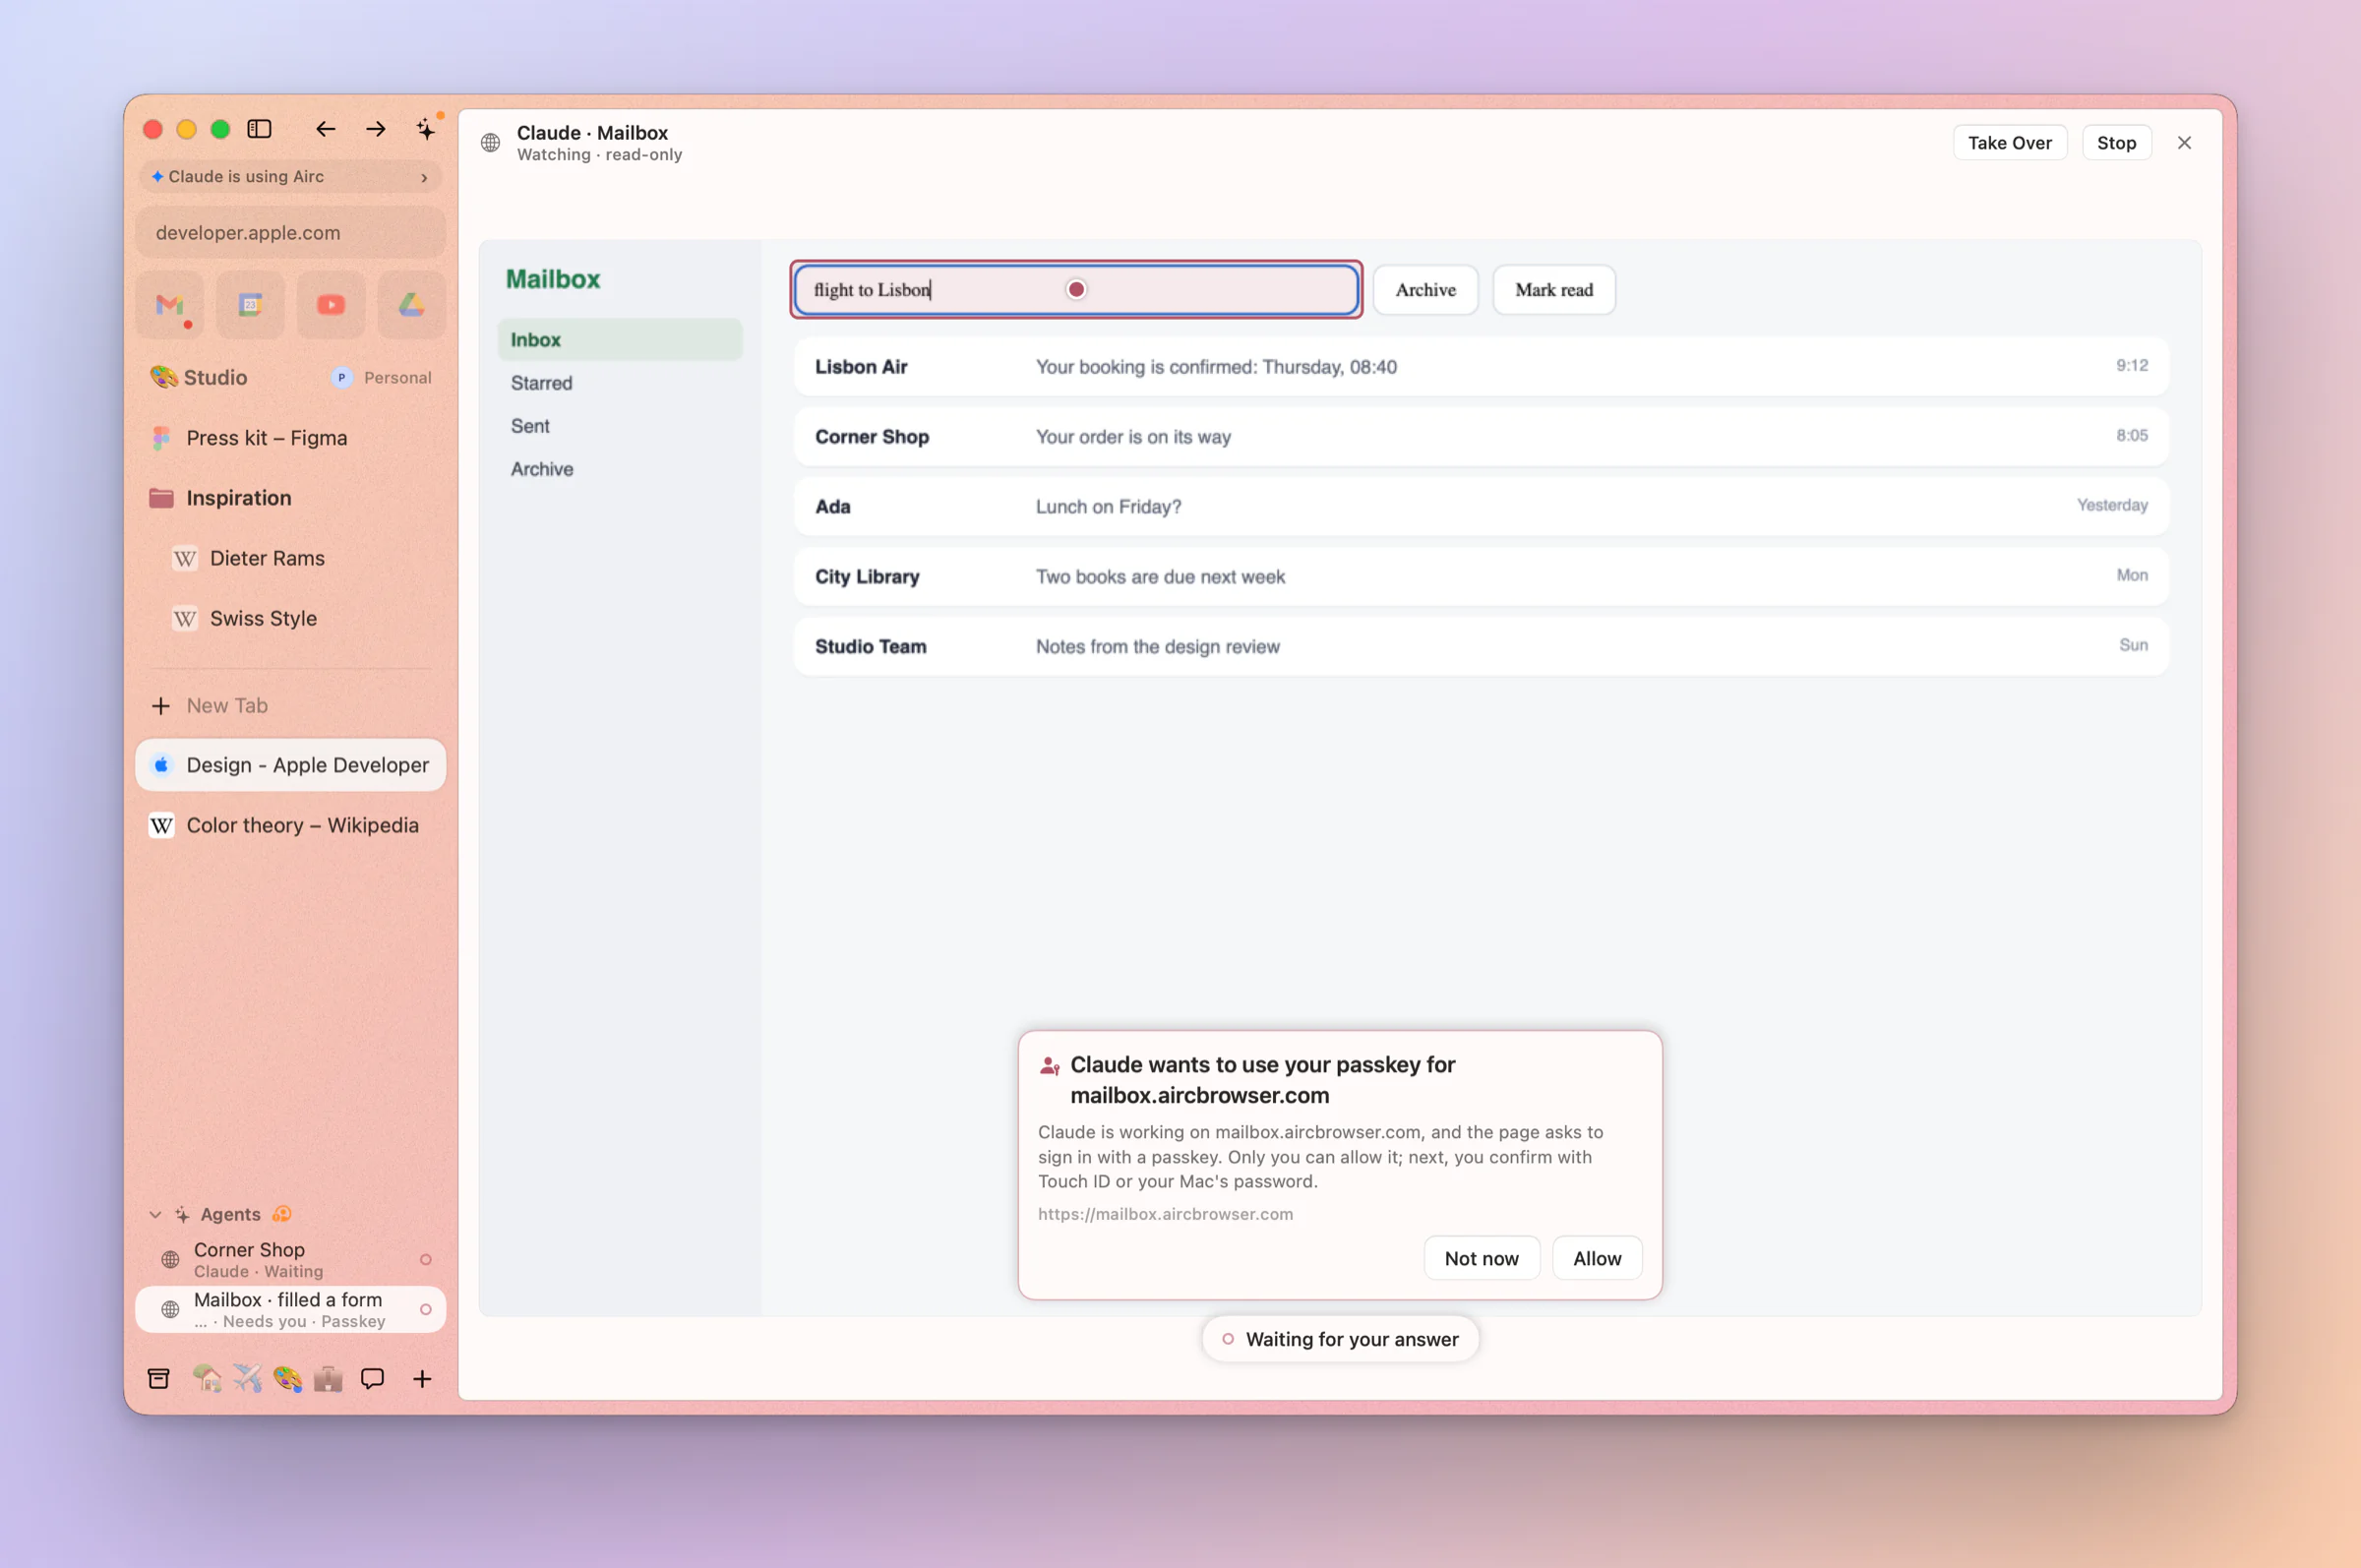 Claude is using Airc
developer.apple.com
23
Studio
P Personal
Press kit – Figma
Inspiration
W Dieter Rams
W Swiss Style
New Tab
Design - Apple Developer
W Color theory – Wikipedia
Agents
Corner Shop
Claude · Waiting
Mailbox · filled a form
... · Needs you · Passkey
Claude · Mailbox
Watching · read-only
Take Over
Stop
Mailbox
Inbox
Starred
Sent
Archive
flight to Lisbon
Archive
Mark read
Lisbon Air Your booking is confirmed: Thursday, 08:40 9:12
Corner Shop Your order is on its way 8:05
Ada Lunch on Friday? Yesterday
City Library Two books are due next week Mon
Studio Team Notes from the design review Sun
Claude wants to use your passkey for
mailbox.aircbrowser.com
Claude is working on mailbox.aircbrowser.com, and the page asks to
sign in with a passkey. Only you can allow it; next, you confirm with
Touch ID or your Mac's password.
https://mailbox.aircbrowser.com
Not now
Allow
Waiting for your answer